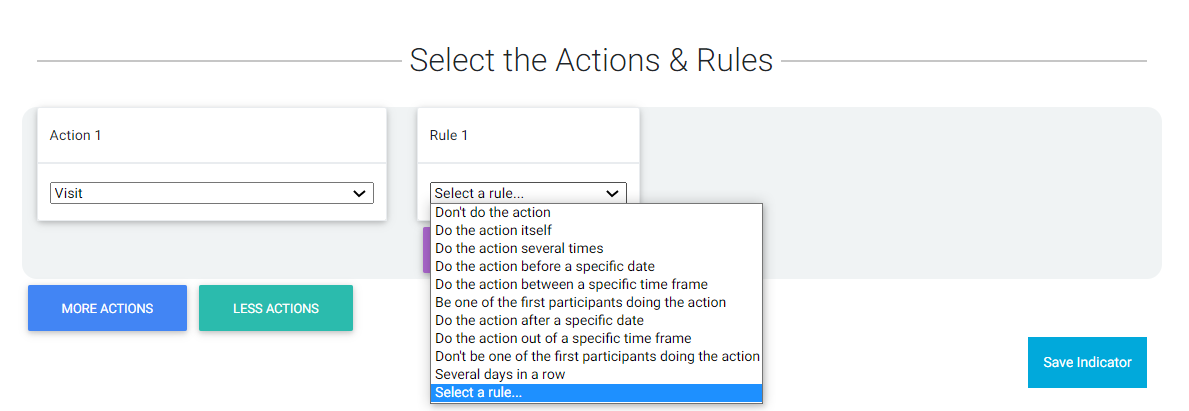 Select the Actions & Rules
Action 1
Rule 1
Visit
Select a rule...
Don't do the action
Do the action itself
Do the action several times
Do the action before a specific date
Do the action between a specific time frame
Be one of the first participants doing the action
Do the action after a specific date
Do the action out of a specific time frame
Don't be one of the first participants doing the action
Several days in a row
Select a rule...
MORE ACTIONS
LESS ACTIONS
Save Indicator